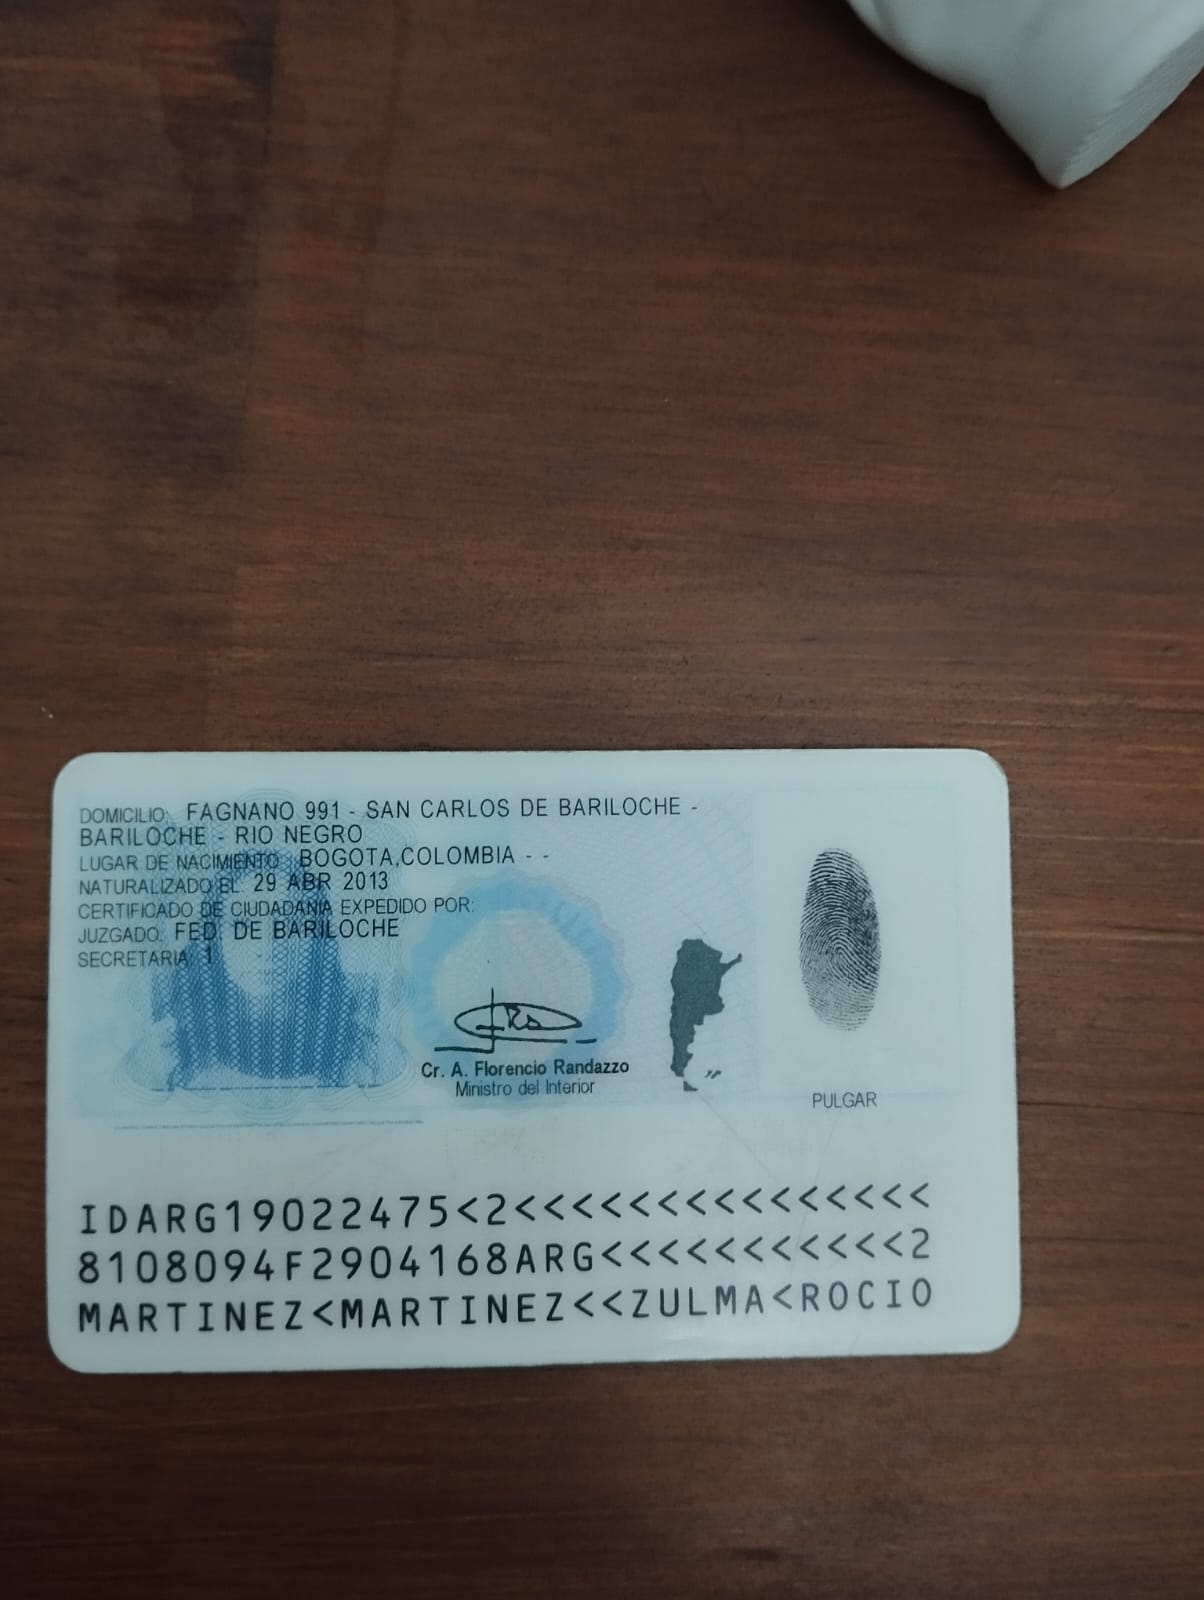 DOMICILIO: FAGNANO 991 - SAN CARLOS DE BARILOCHE -
BARILOCHE - RIO NEGRO
LUGAR DE NACIMIENTO: BOGOTA,COLOMBIA - -
NATURALIZADO EL: 29 ABR 2013
CERTIFICADO DE CIUDADANIA EXPEDIDO POR:
JUZGADO: FED. DE BARILOCHE
SECRETARIA: 1
Cr. A. Florencio Randazzo
Ministro del Interior
PULGAR
IDARG19022475<2<<<<<<<<<<<<<<<
8108094F2904168ARG<<<<<<<<<<<2
MARTINEZ<MARTINEZ<<ZULMA<ROCIO